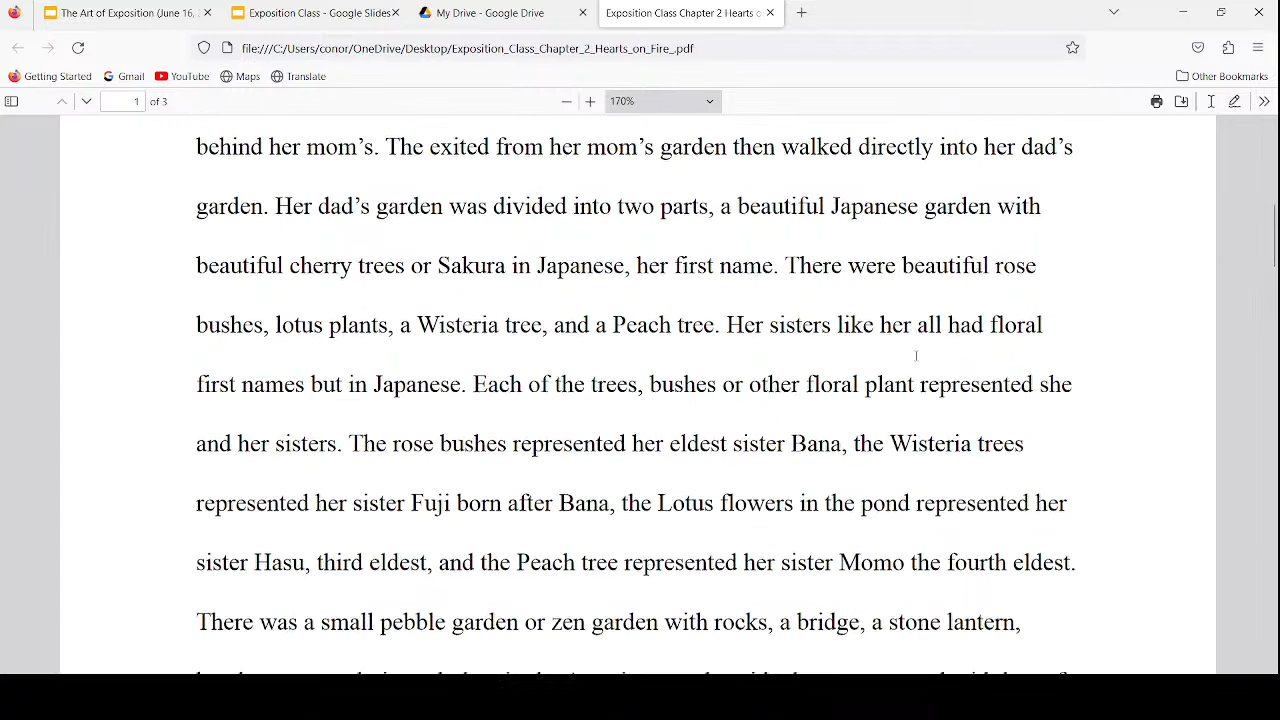 The Art of Exposition (June 16,
Exposition Class - Google Slides
My Drive - Google Drive
Exposition Class Chapter 2 Hearts o
file:///C:/Users/conor/OneDrive/Desktop/Exposition_Class_Chapter_2_Hearts_on_Fire_.pdf
Getting Started
Gmail
YouTube
Maps
Translate
Other Bookmarks
1 of 3
170%
behind her mom’s. The exited from her mom’s garden then walked directly into her dad’s
garden. Her dad’s garden was divided into two parts, a beautiful Japanese garden with
beautiful cherry trees or Sakura in Japanese, her first name. There were beautiful rose
bushes, lotus plants, a Wisteria tree, and a Peach tree. Her sisters like her all had floral
first names but in Japanese. Each of the trees, bushes or other floral plant represented she
and her sisters. The rose bushes represented her eldest sister Bana, the Wisteria trees
represented her sister Fuji born after Bana, the Lotus flowers in the pond represented her
sister Hasu, third eldest, and the Peach tree represented her sister Momo the fourth eldest.
There was a small pebble garden or zen garden with rocks, a bridge, a stone lantern,